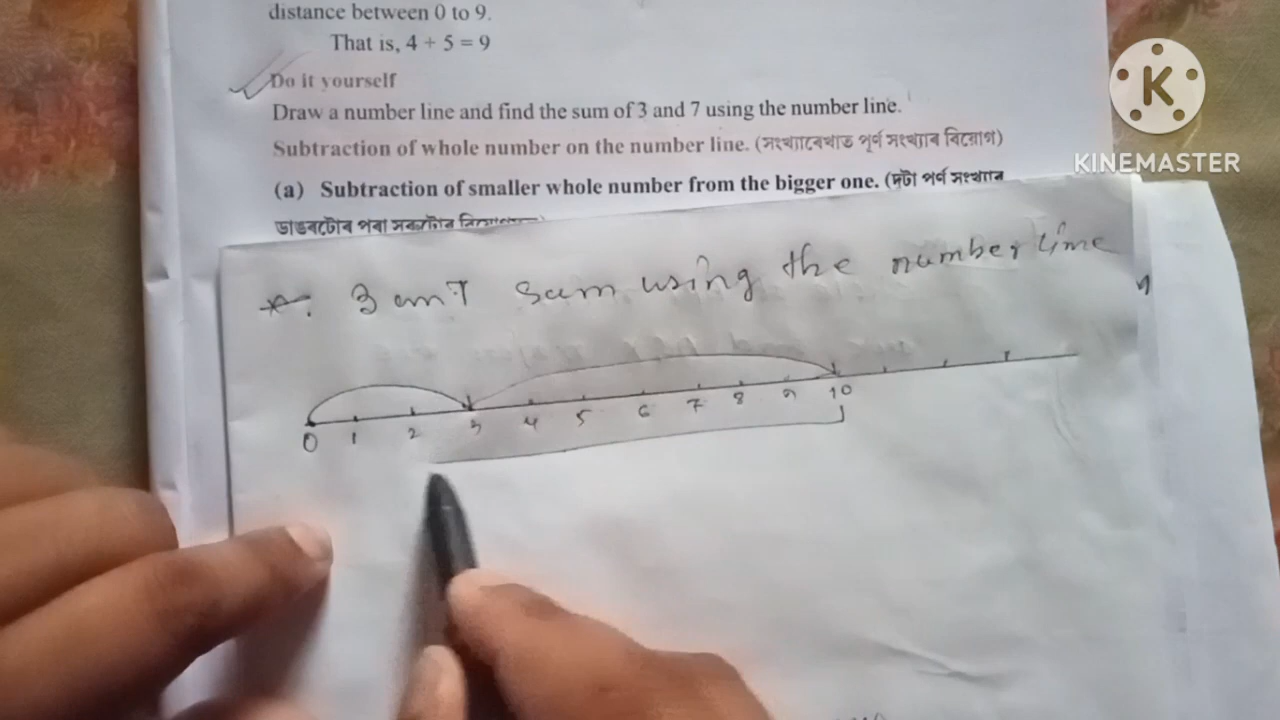 distance between 0 to 9.
That is, 4 + 5 = 9
Do it yourself
Draw a number line and find the sum of 3 and 7 using the number line.
Subtraction of whole number on the number line. (সংখ্যাৰেখাত পূৰ্ণ সংখ্যাৰ বিয়োগ)
(a) Subtraction of smaller whole number from the bigger one. (দুটা পূৰ্ণ সংখ্যাৰ
ডাঙৰটোৰ পৰা সৰুটোৰ
K
KINEMASTER
3 sum using the number line
0 1 2 3 4 5 6 7 8 9 10